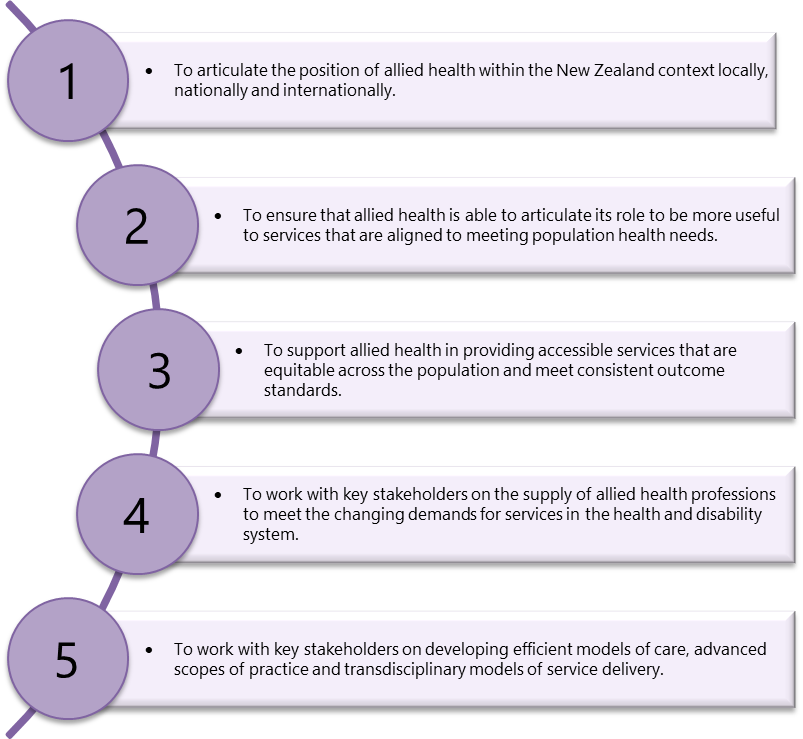 1
• To articulate the position of allied health within the New Zealand context locally,
nationally and internationally.
2
• To ensure that allied health is able to articulate its role to be more useful
to services that are aligned to meeting population health needs.
3
• To support allied health in providing accessible services that are
equitable across the population and meet consistent outcome
standards.
4
• To work with key stakeholders on the supply of allied health professions
to meet the changing demands for services in the health and disability
system.
5
• To work with key stakeholders on developing efficient models of care, advanced
scopes of practice and transdisciplinary models of service delivery.